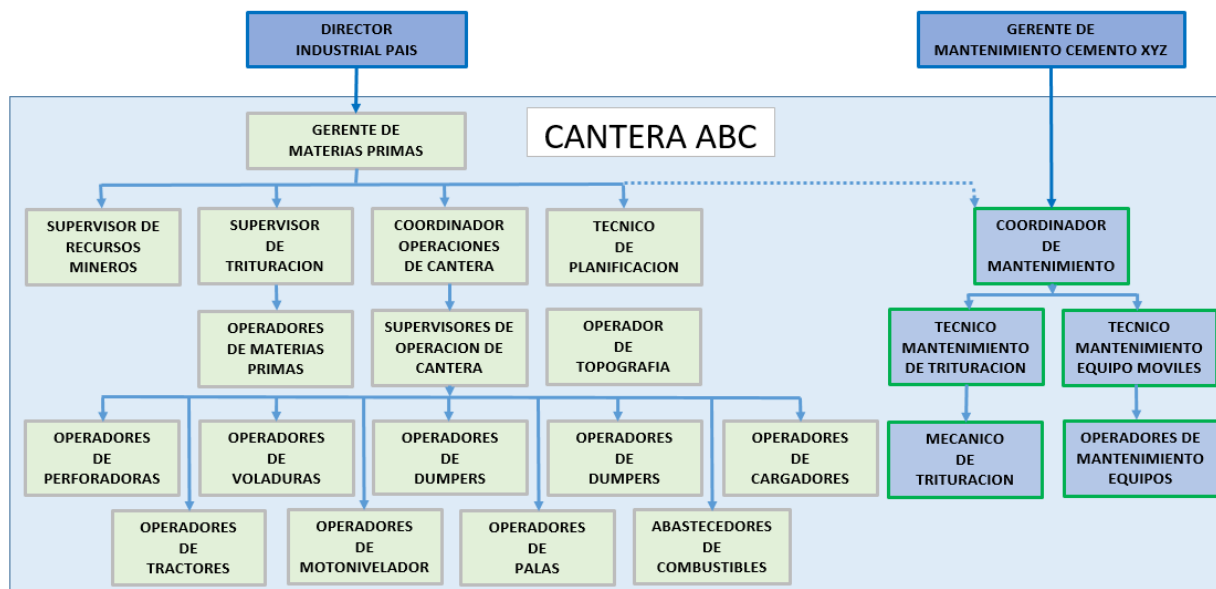 DIRECTOR
INDUSTRIAL PAIS
GERENTE DE
MANTENIMIENTO CEMENTO XYZ
GERENTE DE
MATERIAS PRIMAS
CANTERA ABC
SUPERVISOR DE
RECURSOS
MINEROS
SUPERVISOR
DE
TRITURACION
COORDINADOR
OPERACIONES
DE CANTERA
TECNICO
DE
PLANIFICACION
COORDINADOR
DE
MANTENIMIENTO
OPERADORES
DE MATERIAS
PRIMAS
SUPERVISORES DE
OPERACION DE
CANTERA
OPERADOR
DE
TOPOGRAFIA
TECNICO
MANTENIMIENTO
DE TRITURACION
TECNICO
MANTENIMIENTO
EQUIPO MOVILES
OPERADORES
DE
PERFORADORAS
OPERADORES
DE
VOLADURAS
OPERADORES
DE
DUMPERS
OPERADORES
DE
DUMPERS
OPERADORES
DE
CARGADORES
MECANICO
DE
TRITURACION
OPERADORES DE
MANTENIMIENTO
EQUIPOS
OPERADORES
DE
TRACTORES
OPERADORES
DE
MOTONIVELADOR
OPERADORES
DE
PALAS
ABASTECEDORES
DE
COMBUSTIBLES